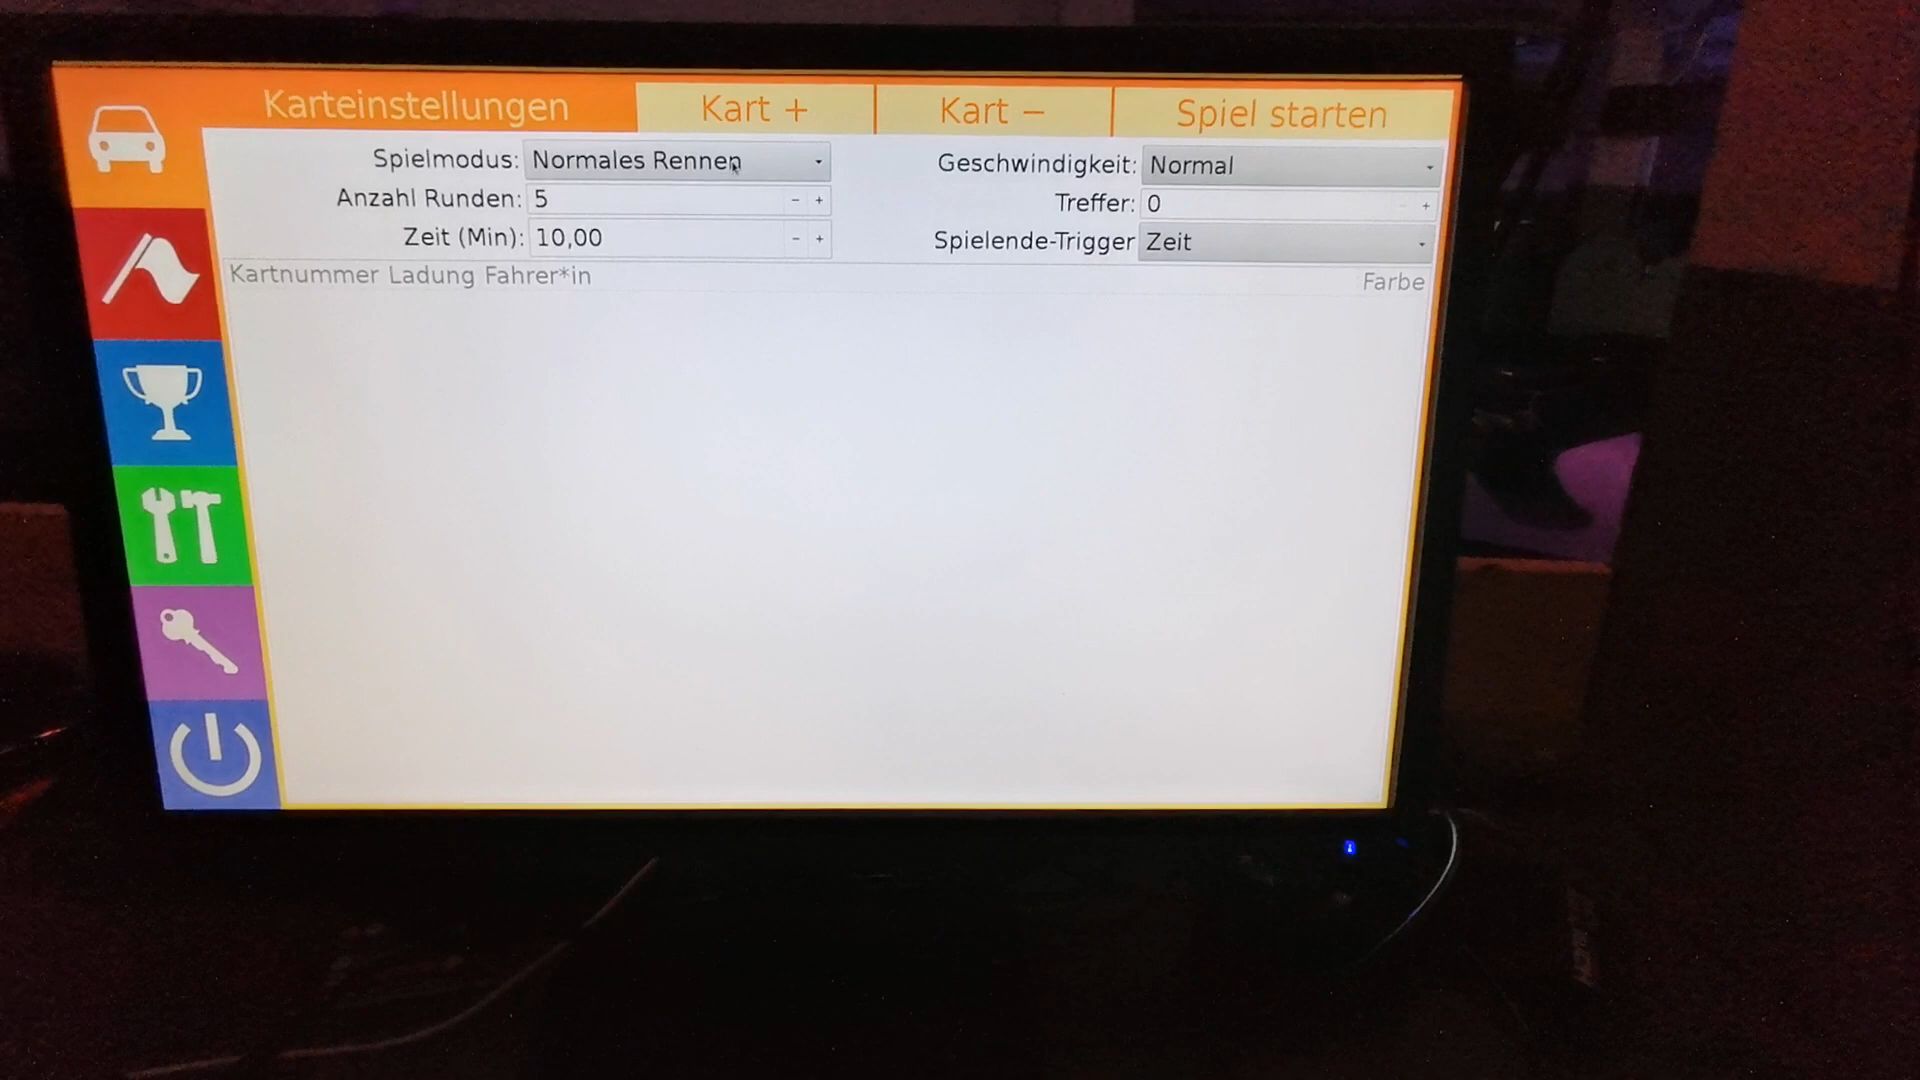 Karteinstellungen Kart + Kart − Spiel starten
Spielmodus: Normales Rennen Geschwindigkeit: Normal
Anzahl Runden: 5 − + Treffer: 0 +
Zeit (Min): 10,00 − + Spielende-Trigger Zeit
Kartnummer Ladung Fahrer*in Farbe